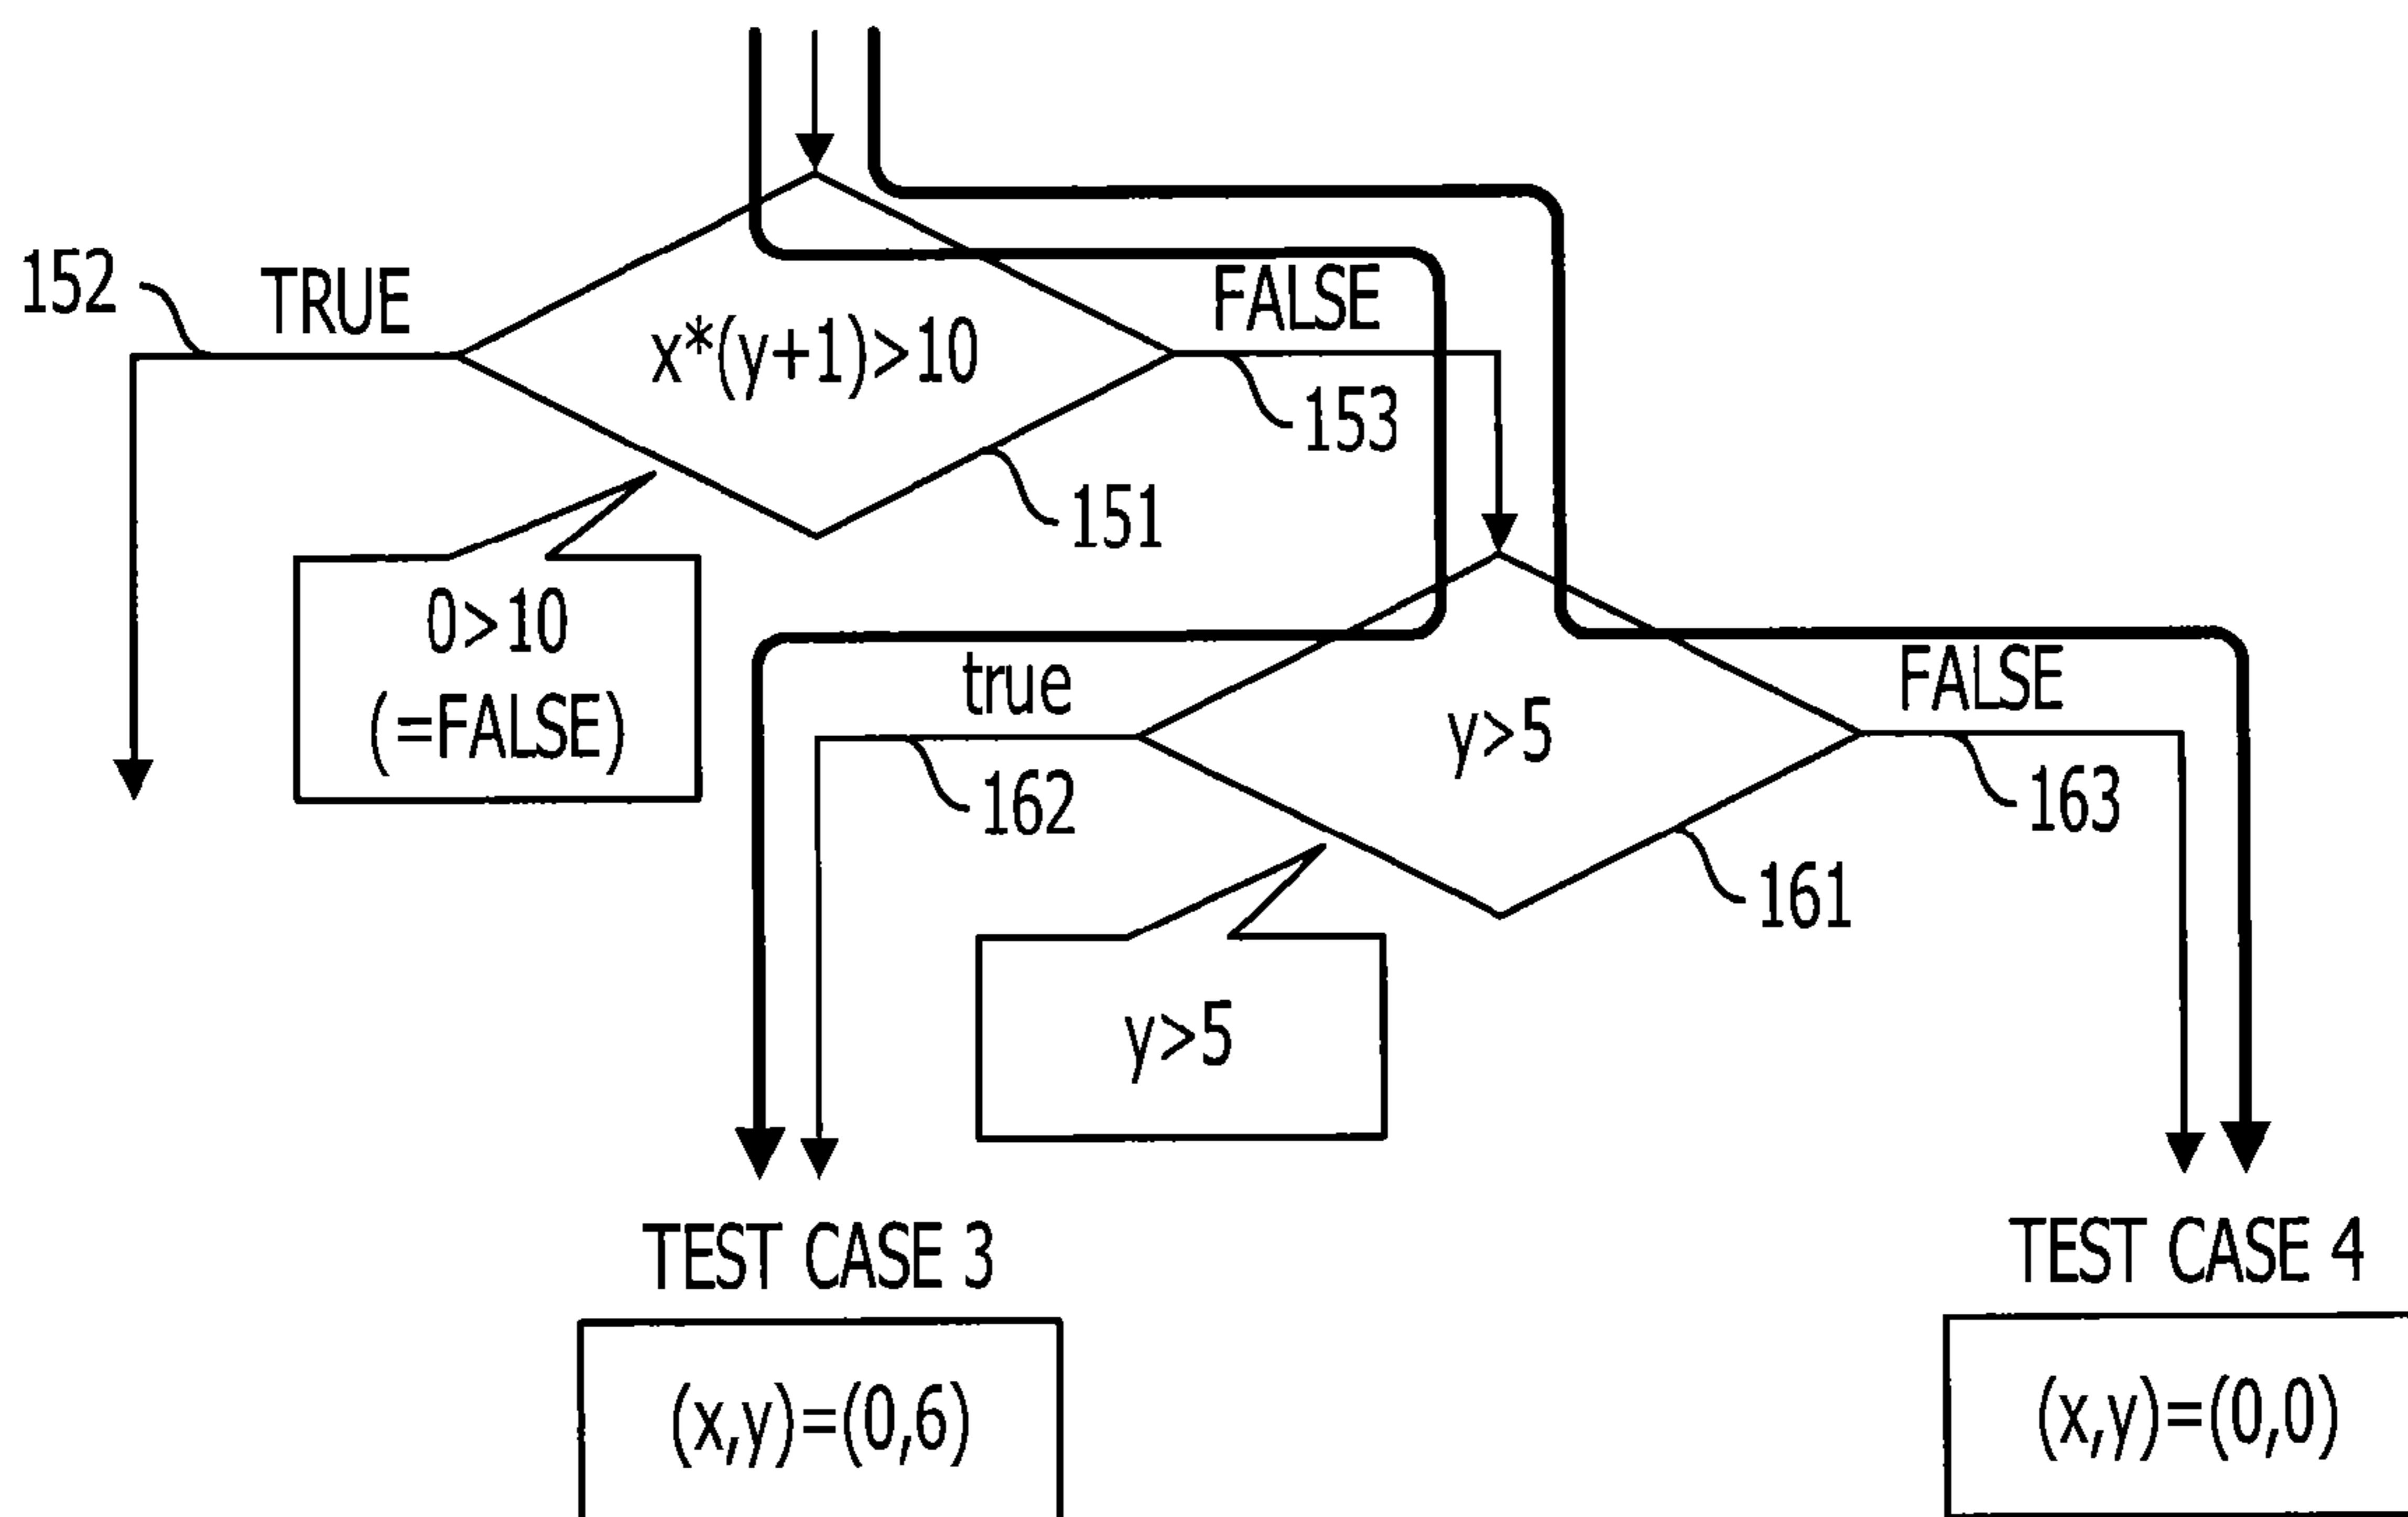 152
TRUE
FALSE
x*(y+1)>10
153
151
0>10
(=FALSE)
true
FALSE
y>5
162
163
161
y>5
TEST CASE 3
TEST CASE 4
(x,y)=(0,6)
(x,y)=(0,0)